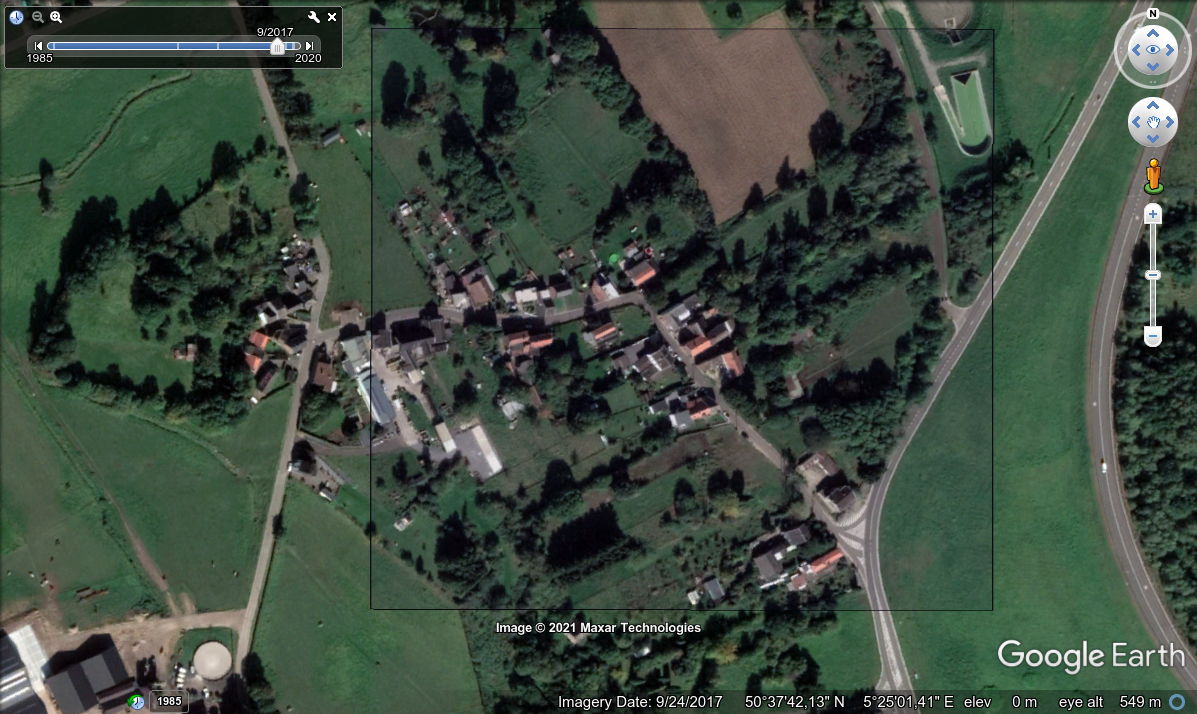 9/2017
1985
2020
N
Image © 2021 Maxar Technologies
Google Earth
1985
Imagery Date: 9/24/2017 50°37'42,13" N 5°25'01,41" E elev 0 m eye alt 549 m